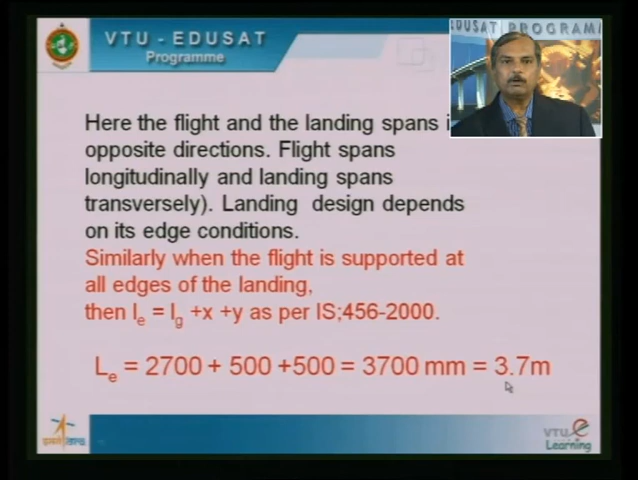 VTU - EDUSAT
Programme
EDUSAT PROGRAMM
Here the flight and the landing spans i
opposite directions. Flight spans
longitudinally and landing spans
transversely). Landing design depends
on its edge conditions.
Similarly when the flight is supported at
all edges of the landing,
then le = lg +x +y as per IS;456-2000.
Le = 2700 + 500 +500 = 3700 mm = 3.7m
VTU e
Learning